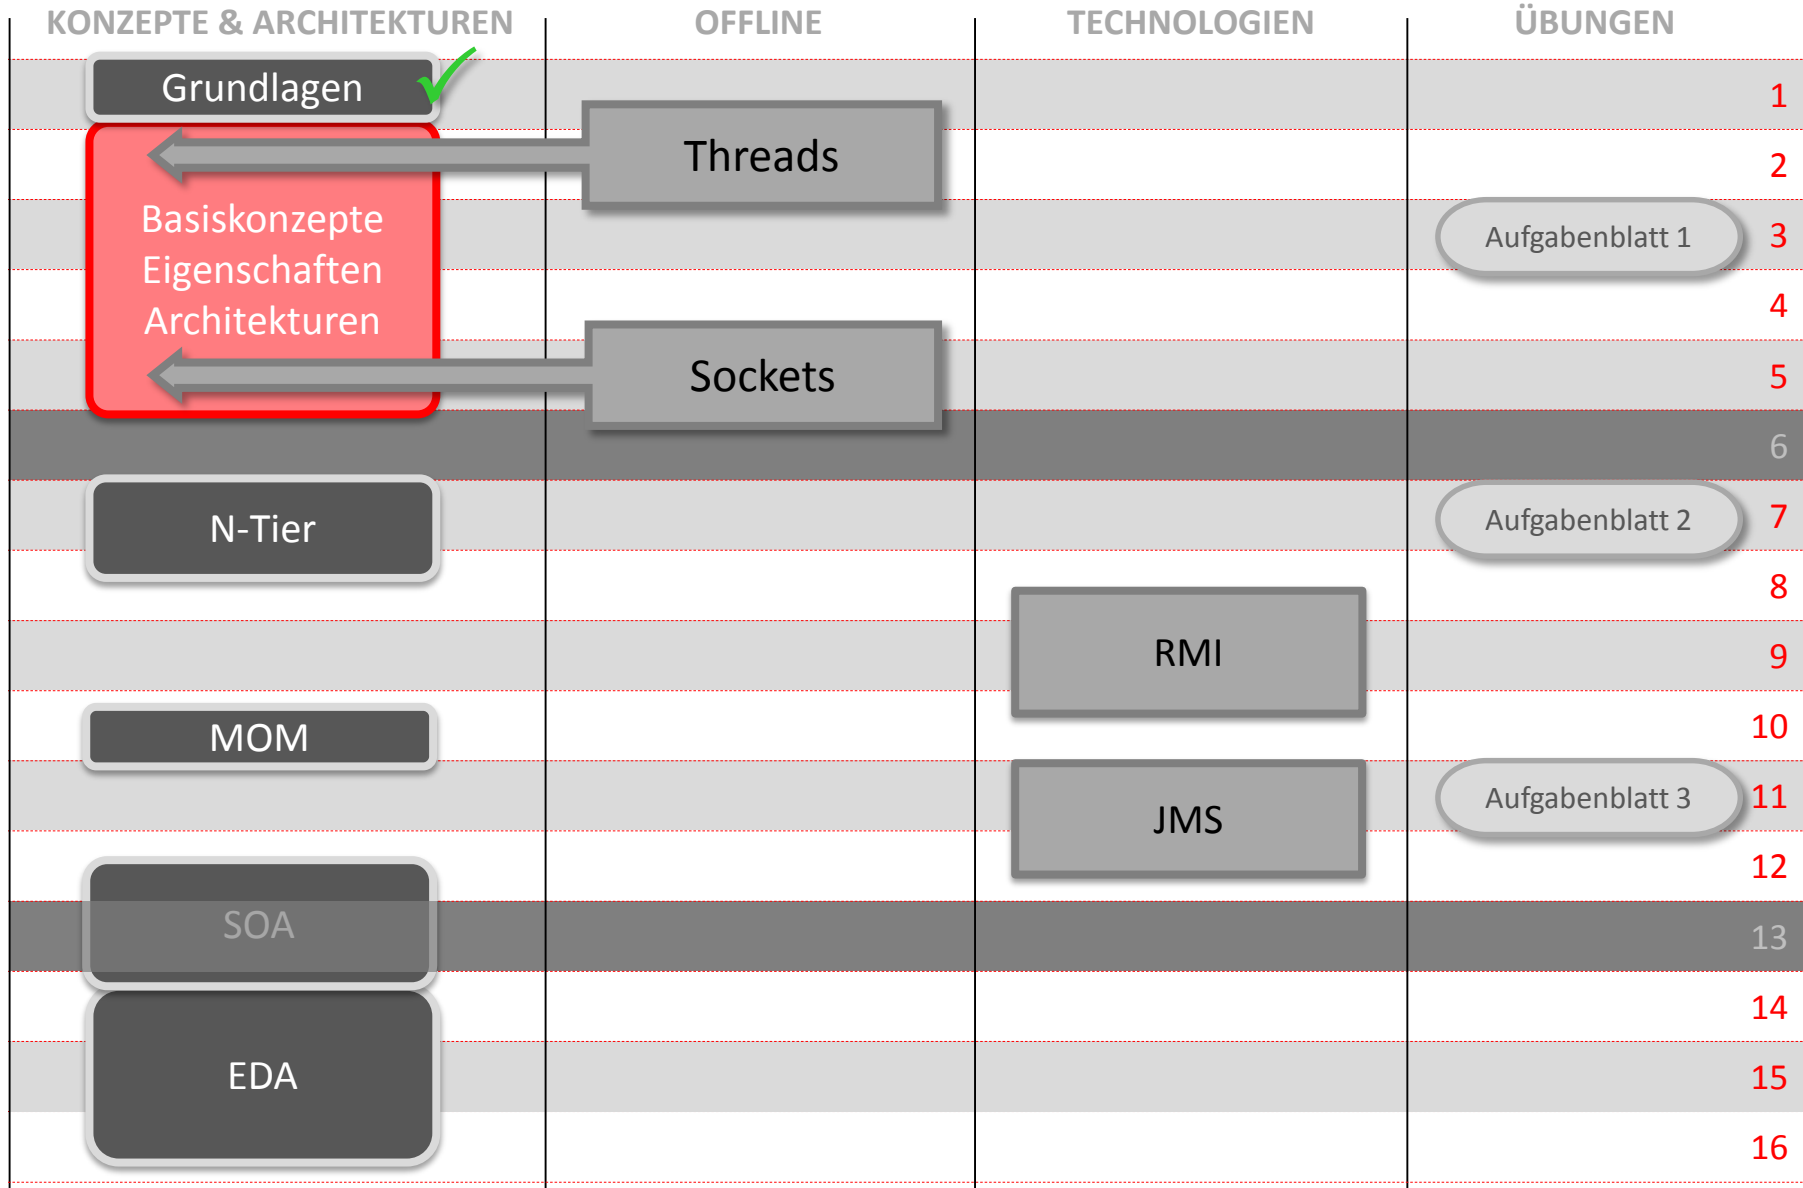 KONZEPTE & ARCHITEKTUREN
OFFLINE
TECHNOLOGIEN
ÜBUNGEN
Grundlagen
1
Threads
2
Basiskonzepte
Eigenschaften
Architekturen
Aufgabenblatt 1
3
4
Sockets
5
6
N-Tier
Aufgabenblatt 2
7
8
RMI
9
MOM
10
JMS
Aufgabenblatt 3
11
12
SOA
13
14
EDA
15
16